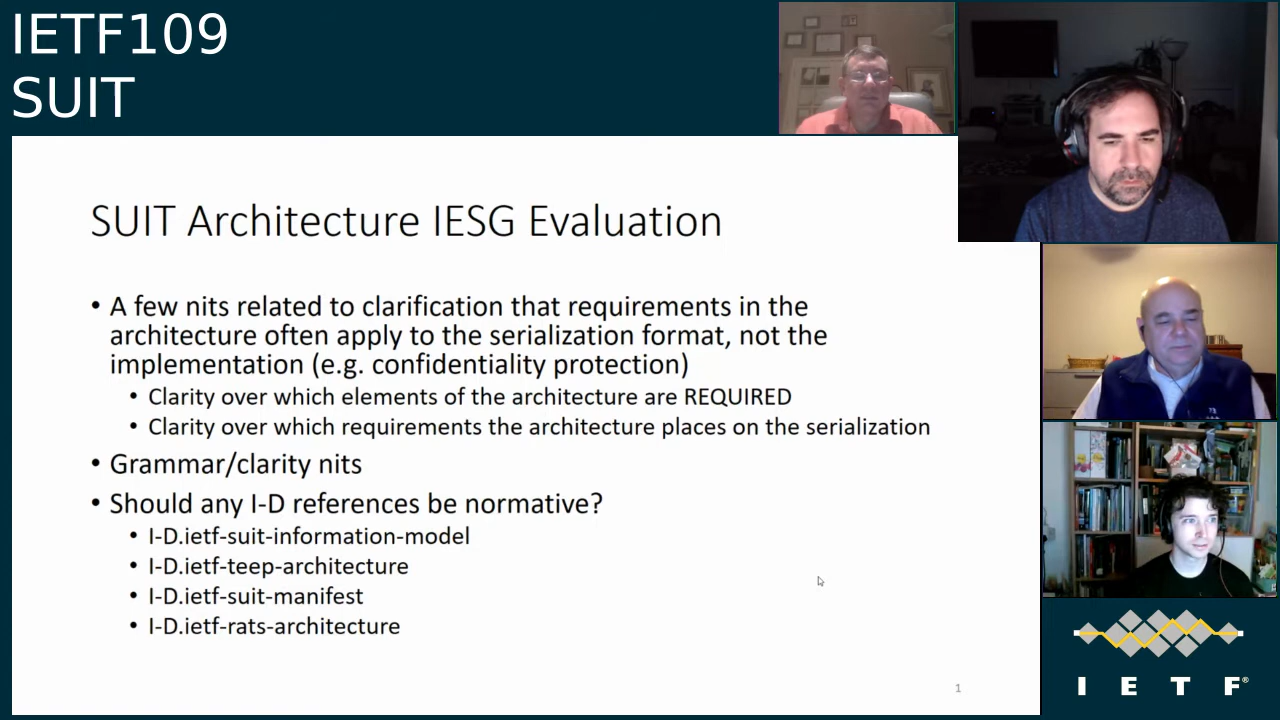 IETF109
SUIT
SUIT Architecture IESG Evaluation
• A few nits related to clarification that requirements in the
architecture often apply to the serialization format, not the
implementation (e.g. confidentiality protection)
• Clarity over which elements of the architecture are REQUIRED
• Clarity over which requirements the architecture places on the serialization
• Grammar/clarity nits
• Should any I-D references be normative?
• I-D.ietf-suit-information-model
• I-D.ietf-teep-architecture
• I-D.ietf-suit-manifest
• I-D.ietf-rats-architecture
1
I E T F®